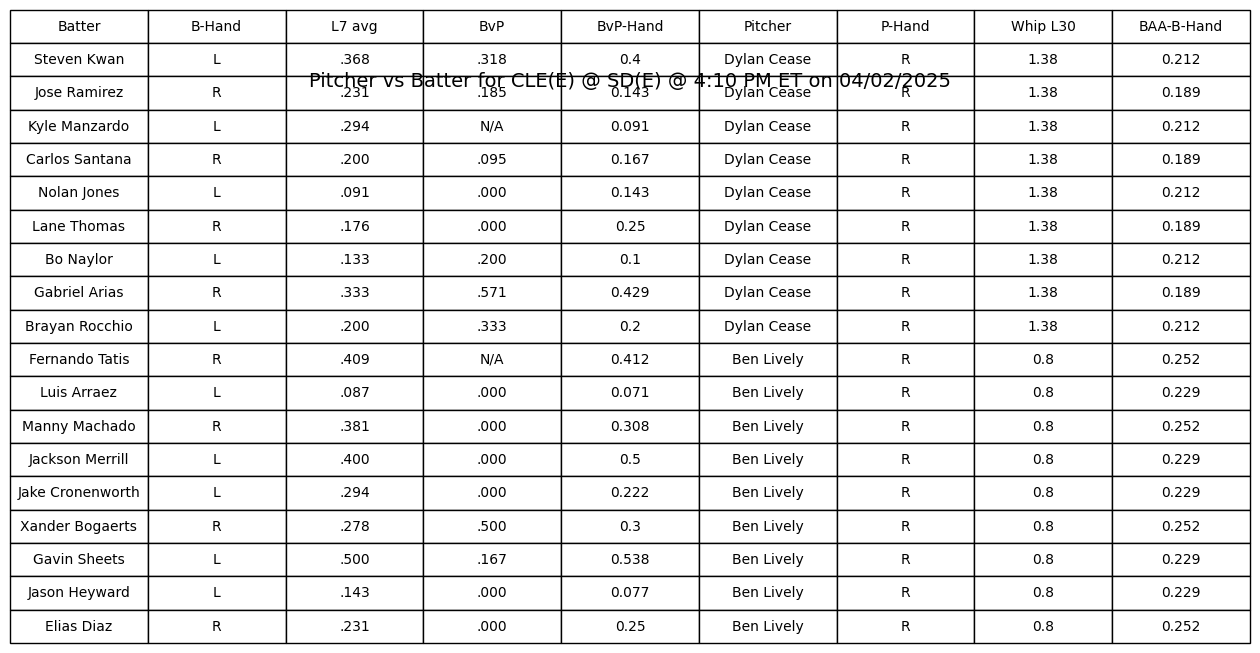 Batter B-Hand L7 avg BvP BvP-Hand Pitcher P-Hand Whip L30 BAA-B-Hand
Steven Kwan L .368 .318 0.4 Dylan Cease R 1.38 0.212
Pitcher vs Batter for CLE(E) @ SD(E) @ 4:10 PM ET on 04/02/2025
Jose Ramirez R .231 .185 0.143 Dylan Cease R 1.38 0.189
Kyle Manzardo L .294 N/A 0.091 Dylan Cease R 1.38 0.212
Carlos Santana R .200 .095 0.167 Dylan Cease R 1.38 0.189
Nolan Jones L .091 .000 0.143 Dylan Cease R 1.38 0.212
Lane Thomas R .176 .000 0.25 Dylan Cease R 1.38 0.189
Bo Naylor L .133 .200 0.1 Dylan Cease R 1.38 0.212
Gabriel Arias R .333 .571 0.429 Dylan Cease R 1.38 0.189
Brayan Rocchio L .200 .333 0.2 Dylan Cease R 1.38 0.212
Fernando Tatis R .409 N/A 0.412 Ben Lively R 0.8 0.252
Luis Arraez L .087 .000 0.071 Ben Lively R 0.8 0.229
Manny Machado R .381 .000 0.308 Ben Lively R 0.8 0.252
Jackson Merrill L .400 .000 0.5 Ben Lively R 0.8 0.229
Jake Cronenworth L .294 .000 0.222 Ben Lively R 0.8 0.229
Xander Bogaerts R .278 .500 0.3 Ben Lively R 0.8 0.252
Gavin Sheets L .500 .167 0.538 Ben Lively R 0.8 0.229
Jason Heyward L .143 .000 0.077 Ben Lively R 0.8 0.229
Elias Diaz R .231 .000 0.25 Ben Lively R 0.8 0.252